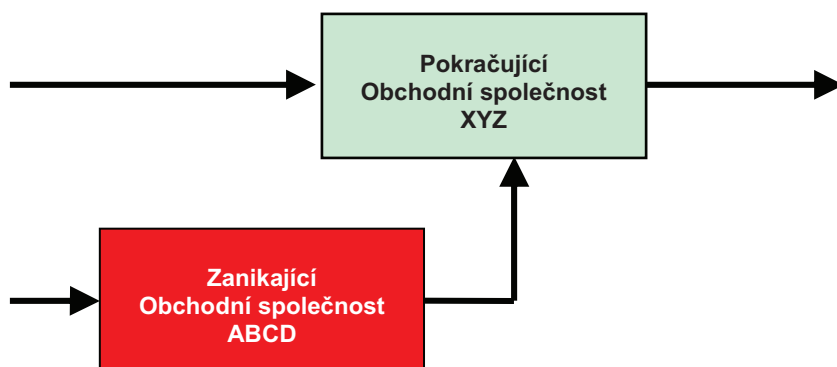 Pokračující
Obchodní společnost
XYZ
Zanikající
Obchodní společnost
ABCD